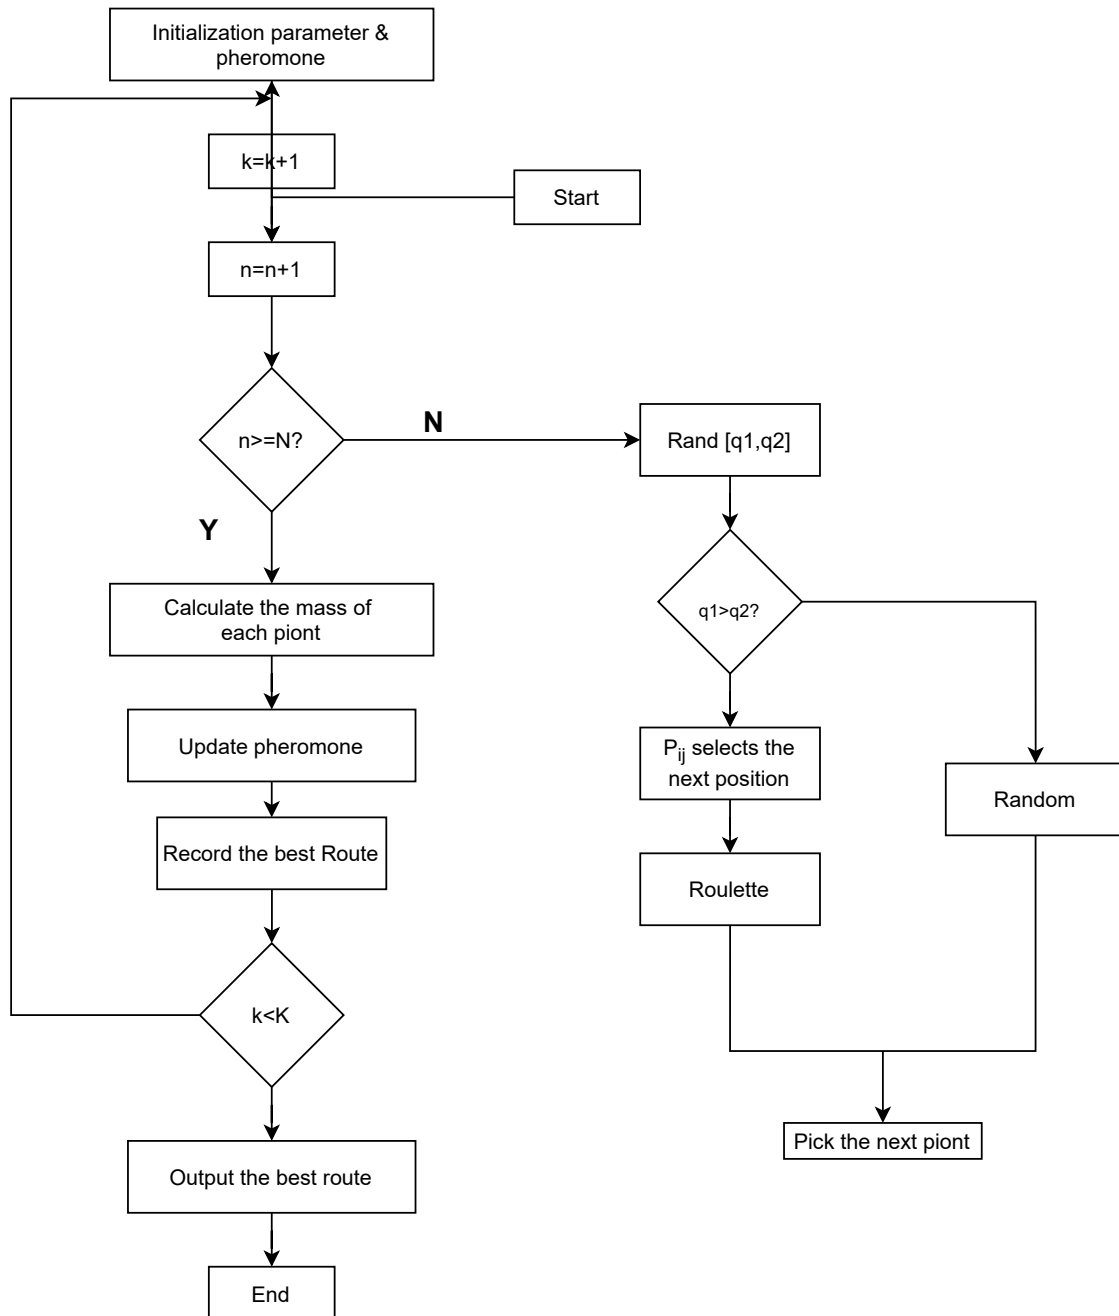 Initialization parameter &
pheromone
k=k+1
Start
n=n+1
n>=N?
N
Rand [q1,q2]
Y
q1>q2?
Calculate the mass of
each piont
Update pheromone
P_ij selects the
next position
Random
Record the best Route
Roulette
k<K
Pick the next piont
Output the best route
End